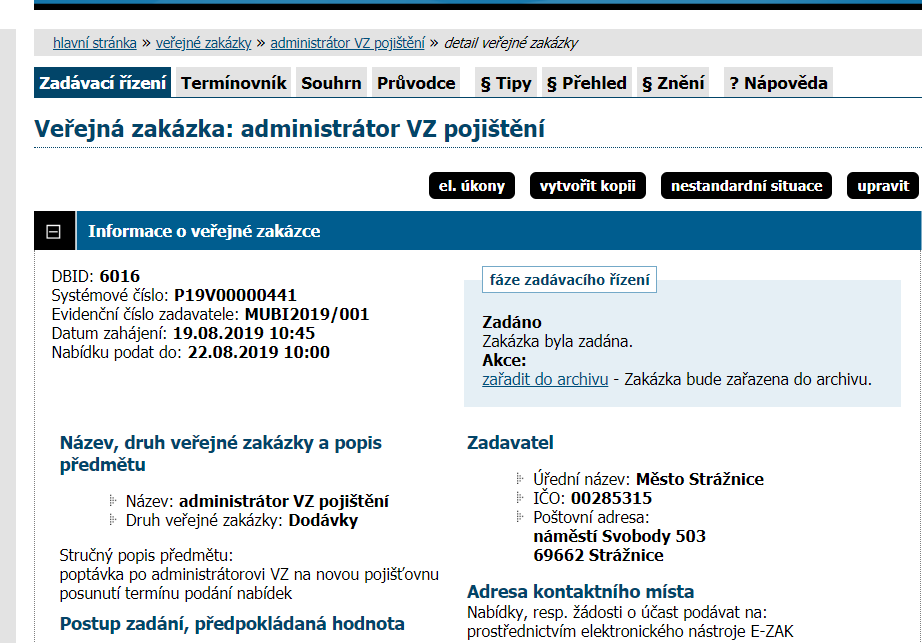 hlavní stránka » veřejné zakázky » administrátor VZ pojištění » detail veřejné zakázky
Zadávací řízení Termínovník Souhrn Průvodce § Tipy § Přehled § Znění ? Nápověda
Veřejná zakázka: administrátor VZ pojištění
el. úkony vytvořit kopii nestandardní situace upravit
Informace o veřejné zakázce
DBID: 6016
Systémové číslo: P19V00000441
Evidenční číslo zadavatele: MUBI2019/001
Datum zahájení: 19.08.2019 10:45
Nabídku podat do: 22.08.2019 10:00
fáze zadávacího řízení
Zadáno
Zakázka byla zadána.
Akce:
zařadit do archivu - Zakázka bude zařazena do archivu.
Název, druh veřejné zakázky a popis
předmětu
Název: administrátor VZ pojištění
Druh veřejné zakázky: Dodávky
Stručný popis předmětu:
poptávka po administrátorovi VZ na novou pojišťovnu
posunutí termínu podání nabídek
Postup zadání, předpokládaná hodnota
Zadavatel
Úřední název: Město Strážnice
IČO: 00285315
Poštovní adresa:
náměstí Svobody 503
69662 Strážnice
Adresa kontaktního místa
Nabídky, resp. žádosti o účast podávat na:
prostřednictvím elektronického nástroje E-ZAK